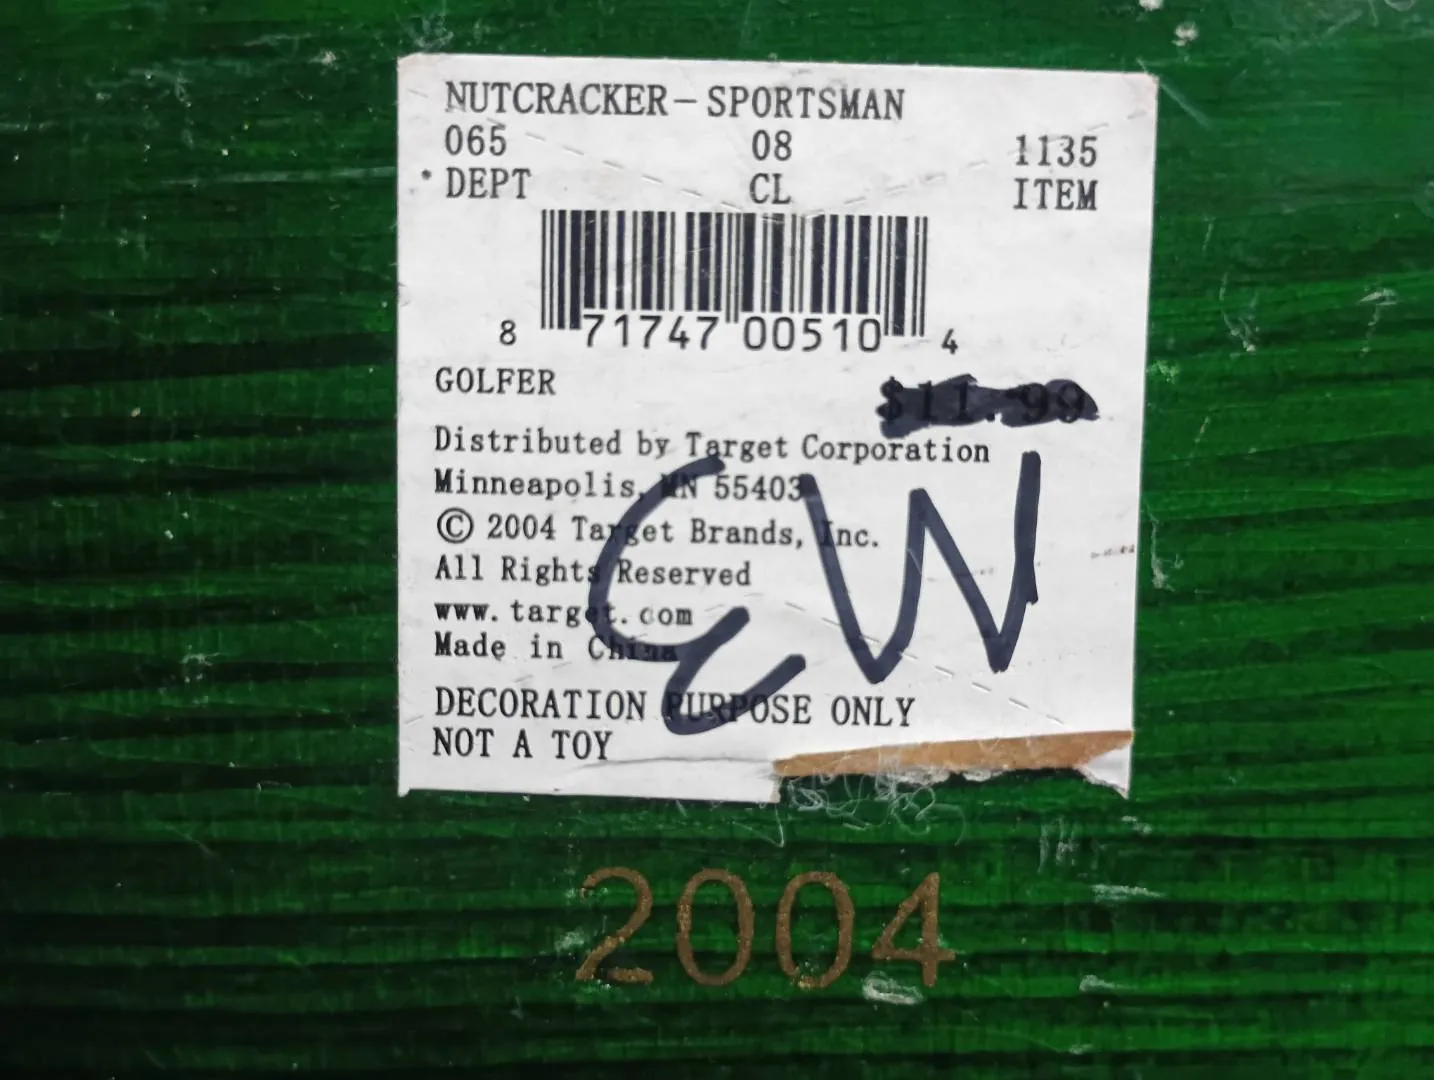 NUTCRACKER-SPORTSMAN
065 08 1135
DEPT CL ITEM
8 71747 00510 4
GOLFER
$11.99
Distributed by Target Corporation
Minneapolis, MN 55403
© 2004 Target Brands, Inc.
All Rights Reserved
www.target.com
Made in China
EW
DECORATION PURPOSE ONLY
NOT A TOY
2004